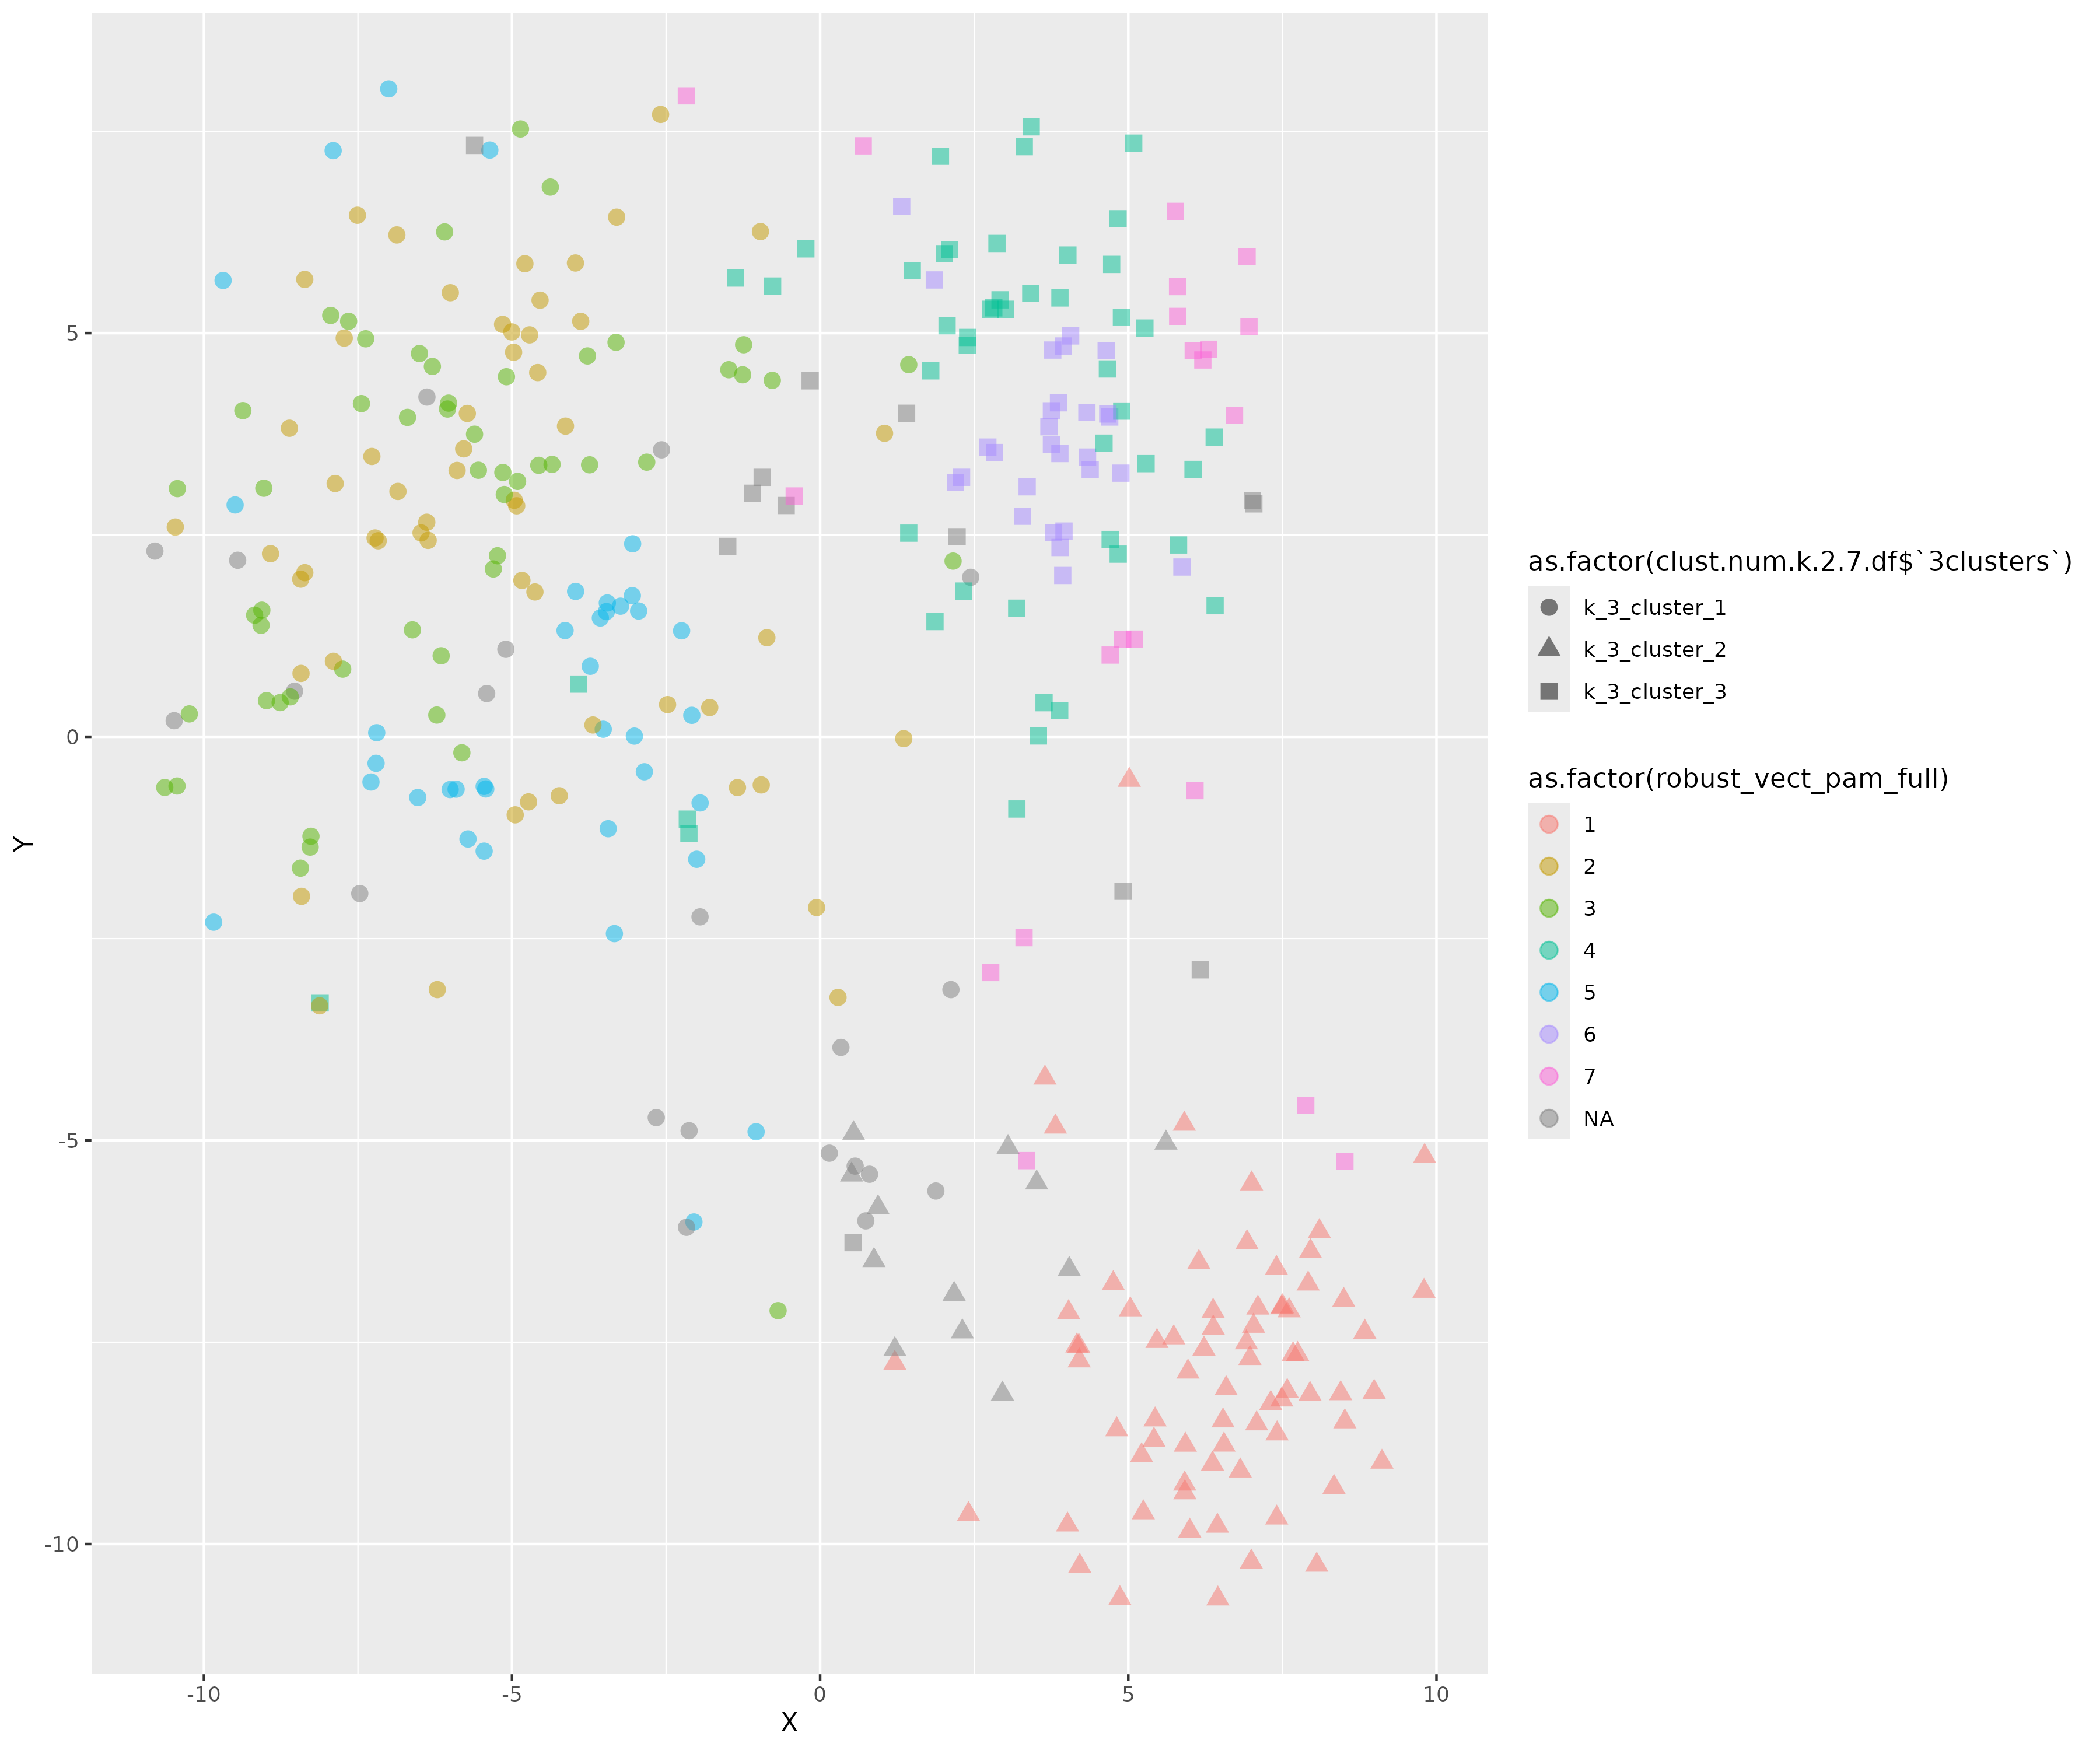 5
0
-5
-10
Y
-10
-5
0
5
10
X
as.factor(clust.num.k.2.7.df$`3clusters`)
k_3_cluster_1
k_3_cluster_2
k_3_cluster_3
as.factor(robust_vect_pam_full)
1
2
3
4
5
6
7
NA